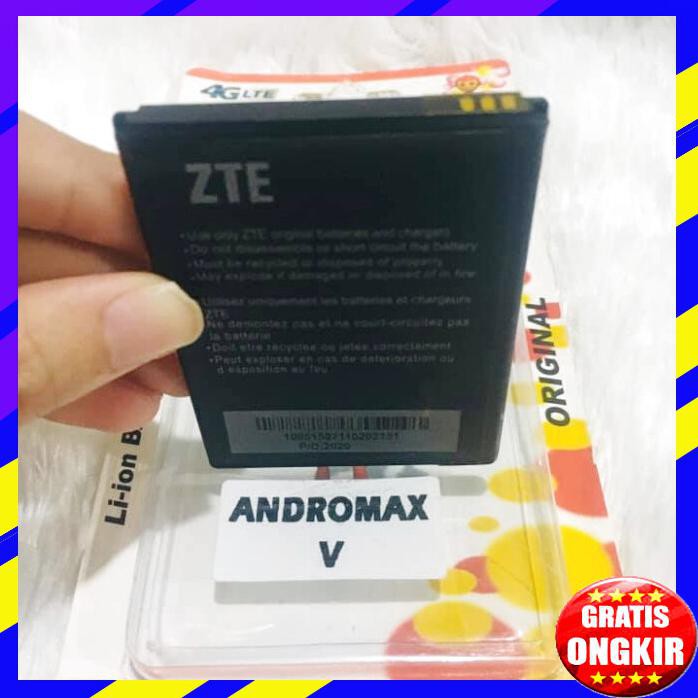 4G LTE
ZTE
•Use only ZTE original batteries and chargers
•Do not disassemble or short circuit the battery
•Must be recycled or disposed of properly
•May explode if damaged or disposed of in fire
•Utilisez uniquement les batteries et chargeurs
ZTE
•Ne demontez pas et ne court-circuitez pas
la batterie
•Doit etre recycles ou jetes correctement
•Peut exploser en cas de deterioration ou
d exposition au feu
P/D:2020
Li-ion
ORIGINAL
ANDROMAX
V
GRATIS
ONGKIR